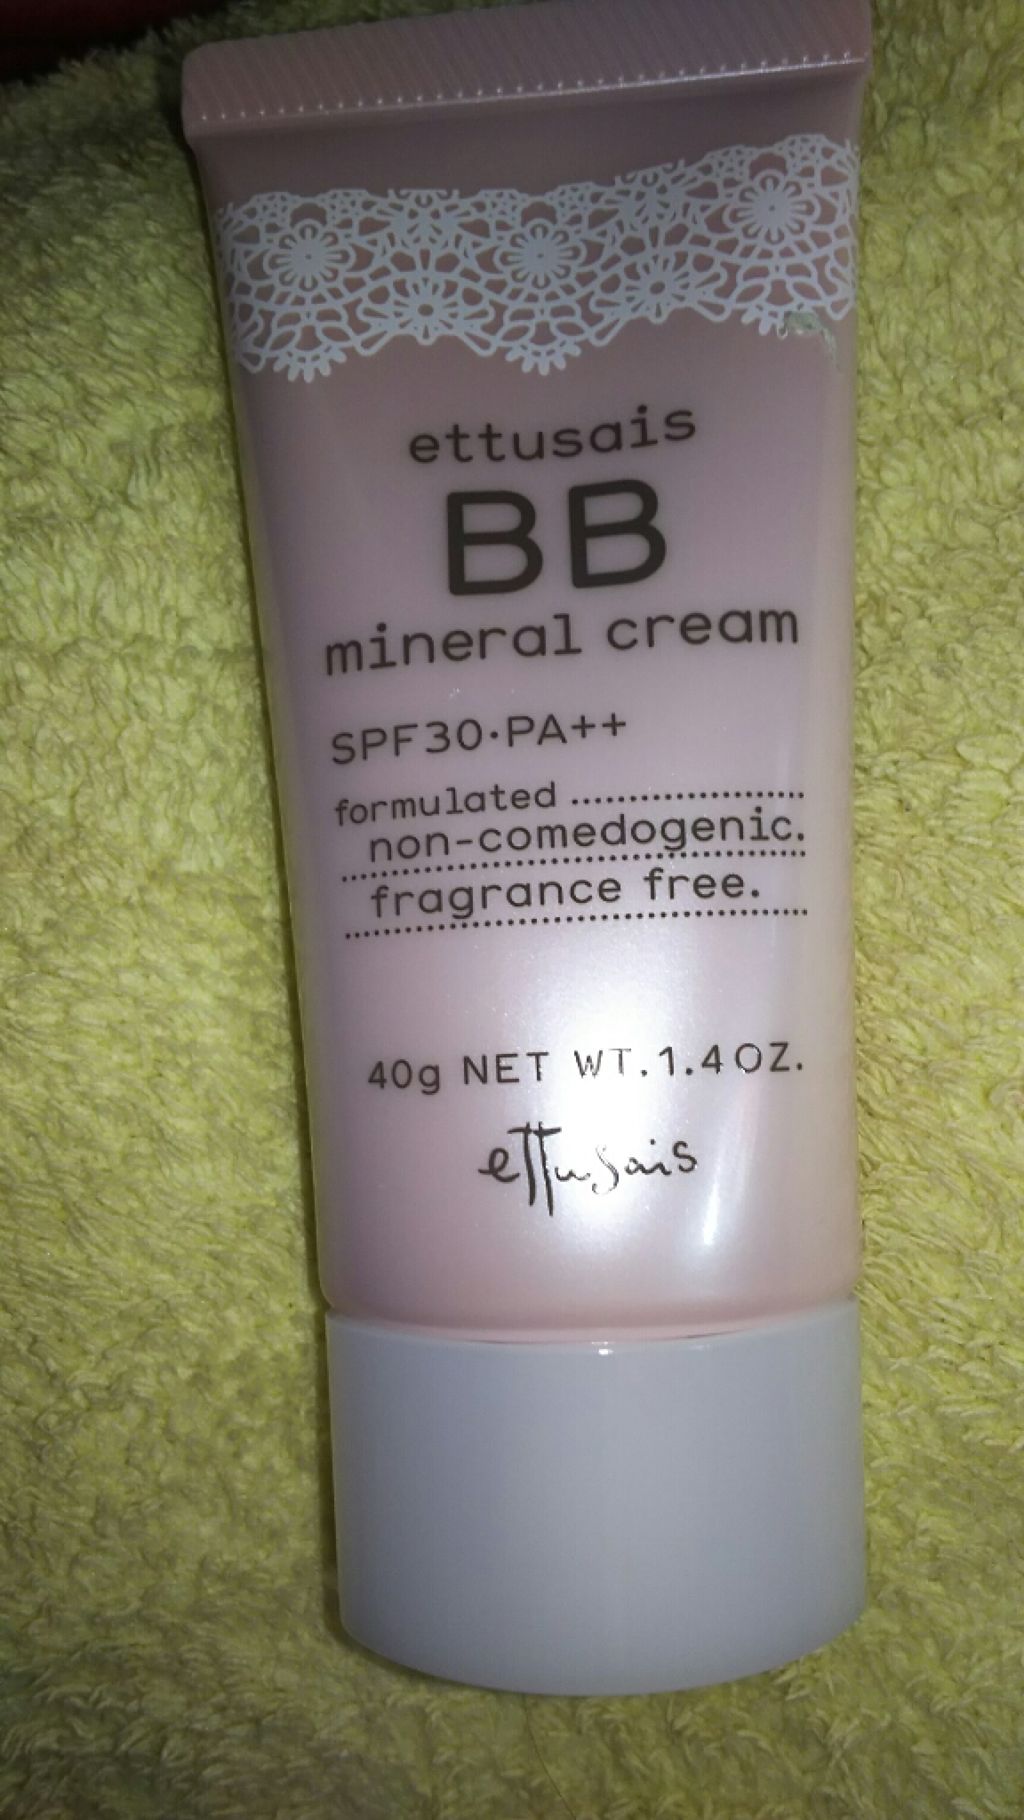 ettusais
BB
mineral cream
SPF30·PA++
formulated
non-comedogenic.
fragrance free.
40g NET WT.1.4OZ.
ettusais